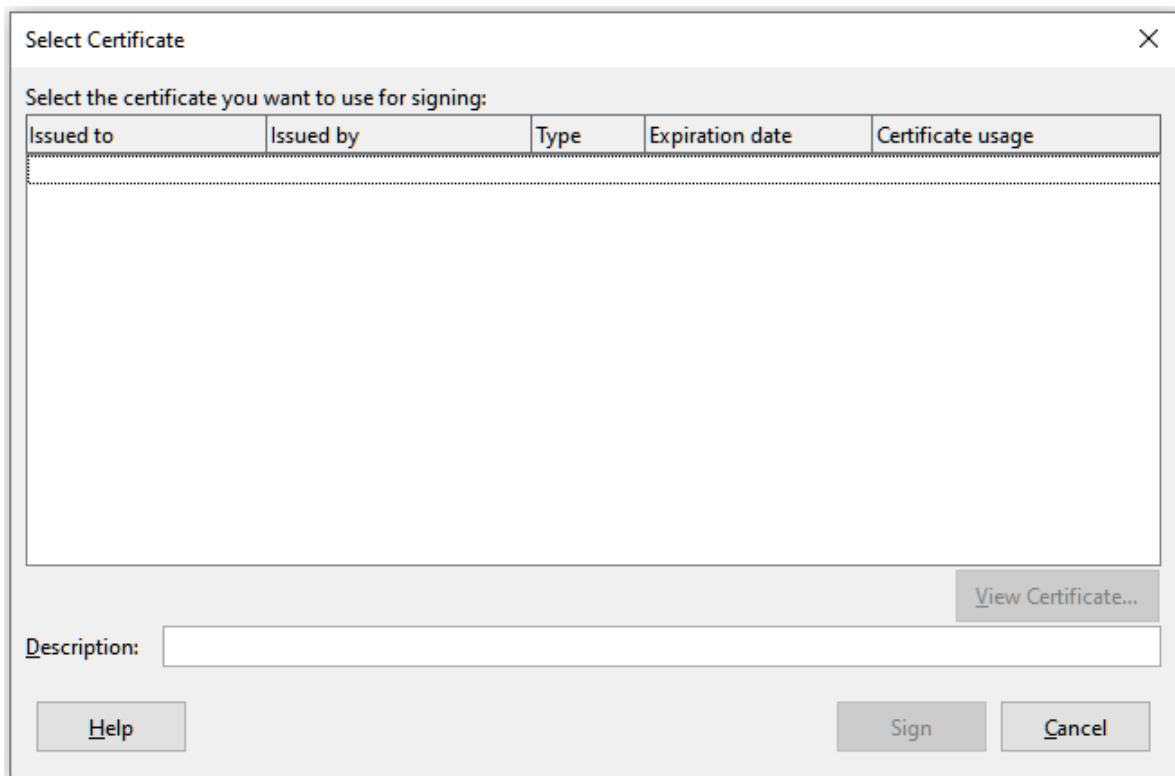 Select Certificate
Select the certificate you want to use for signing:
Issued to Issued by Type Expiration date Certificate usage
View Certificate...
Description:
Help Sign Cancel